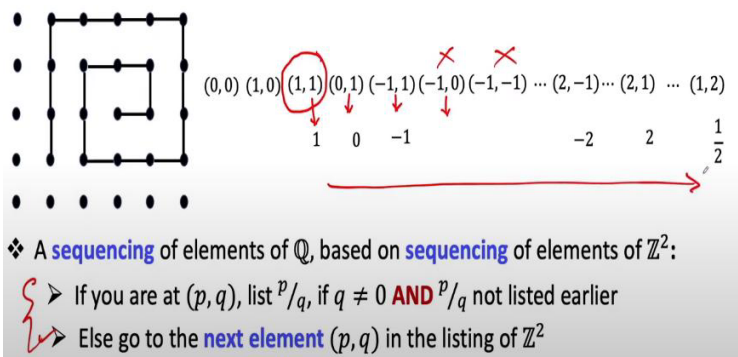 (0,0) (1,0) (1,1) (0,1) (−1,1) (−1,0) (−1,−1) ⋯ (2,−1)⋯ (2,1) ⋯ (1,2)
1 0 −1 −2 2 1/2
❖ A sequencing of elements of ℚ, based on sequencing of elements of ℤ²:
➢ If you are at (p, q), list p/q, if q ≠ 0 AND p/q not listed earlier
➢ Else go to the next element (p, q) in the listing of ℤ²